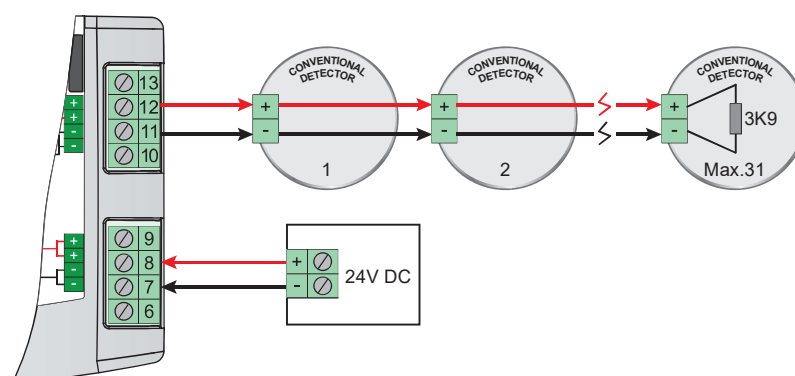 13
12
11
10
+
+
-
-
CONVENTIONAL
DETECTOR
+
-
1
CONVENTIONAL
DETECTOR
+
-
2
CONVENTIONAL
DETECTOR
+
-
3K9
Max.31
+
+
-
-
9
8
7
6
+
-
24V DC